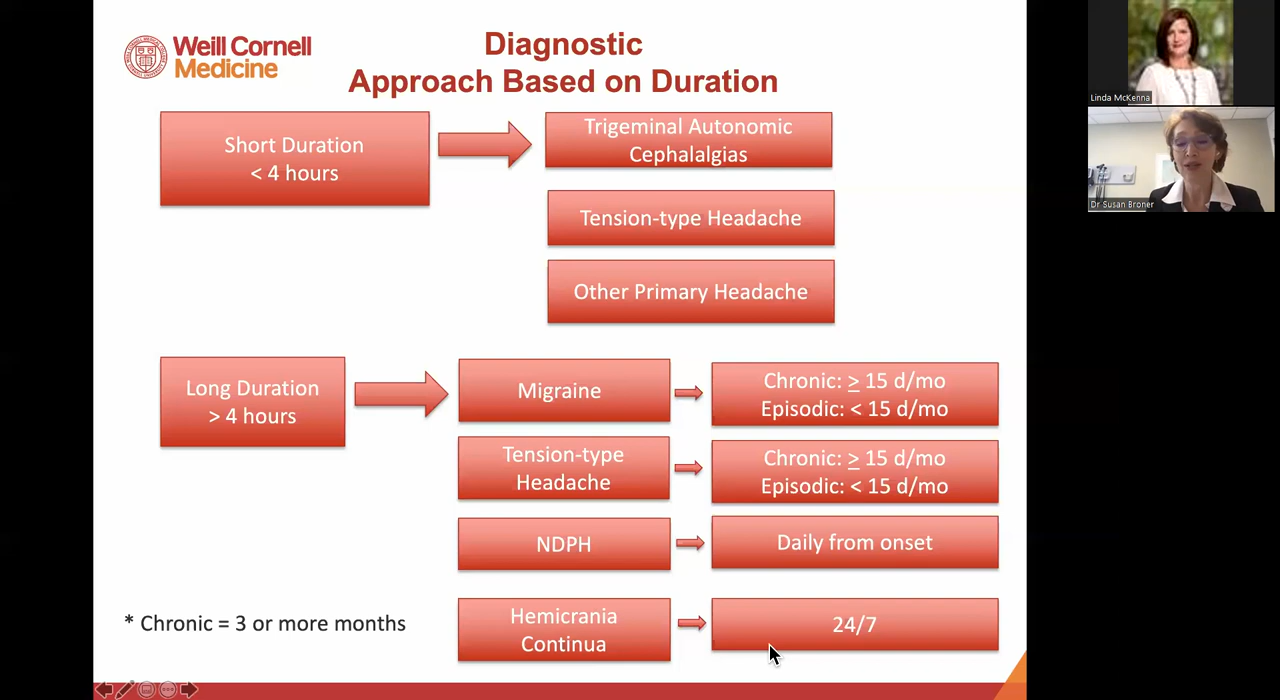 Weill Cornell
Medicine
Diagnostic
Approach Based on Duration
Short Duration
< 4 hours
Trigeminal Autonomic
Cephalalgias
Tension-type Headache
Other Primary Headache
Long Duration
> 4 hours
Migraine
Chronic: ≥ 15 d/mo
Episodic: < 15 d/mo
Tension-type
Headache
Chronic: ≥ 15 d/mo
Episodic: < 15 d/mo
NDPH
Daily from onset
Hemicrania
Continua
24/7
* Chronic = 3 or more months
Linda McKenna
Dr Susan Broner